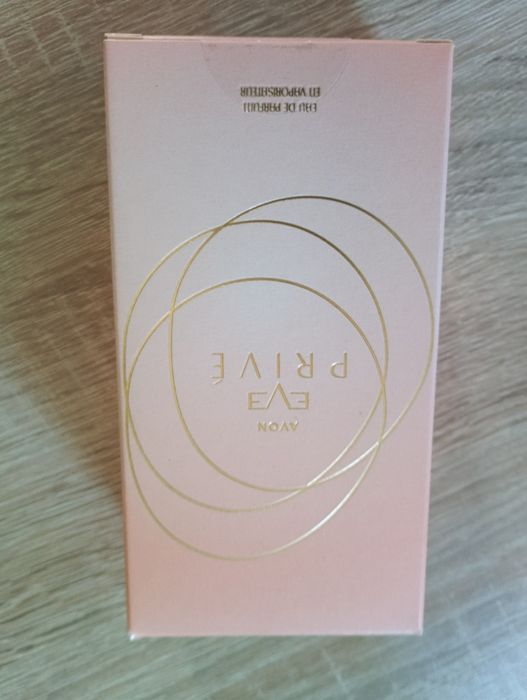 AVON
EVE
PRIVÉ
EAU DE PARFUM
EN VAPORISATEUR